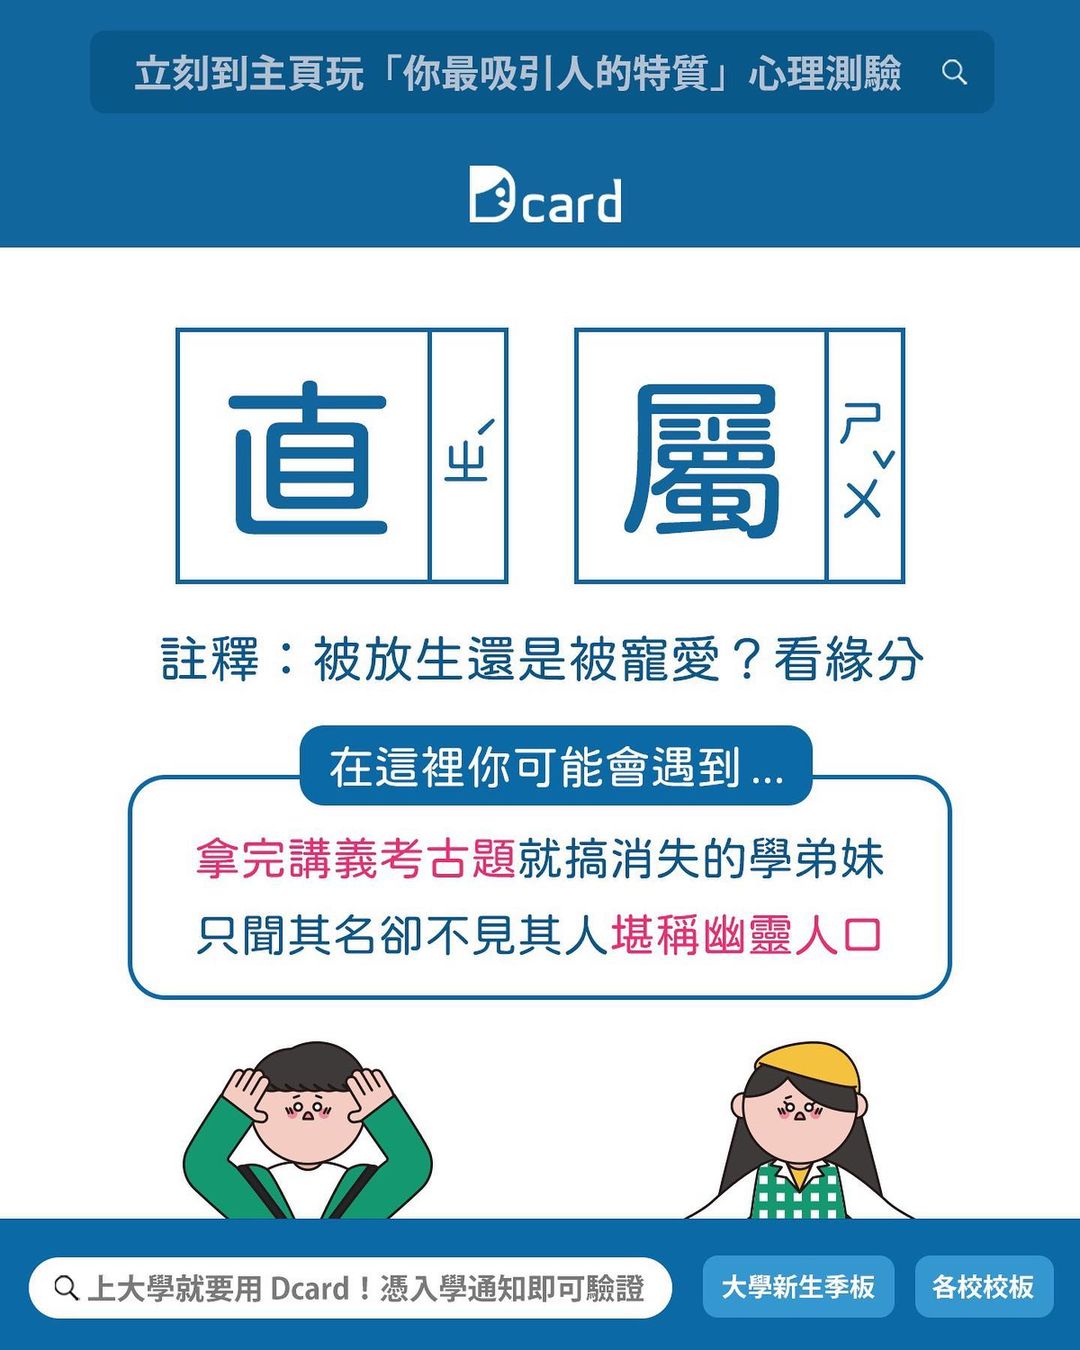 立刻到主頁玩「你最吸引人的特質」心理測驗
Dcard
直 ㄓˊ 屬 ㄕㄨˇ
註釋：被放生還是被寵愛？看緣分
在這裡你可能會遇到...
拿完講義考古題就搞消失的學弟妹
只聞其名卻不見其人堪稱幽靈人口
上大學就要用 Dcard！憑入學通知即可驗證
大學新生季板
各校校板